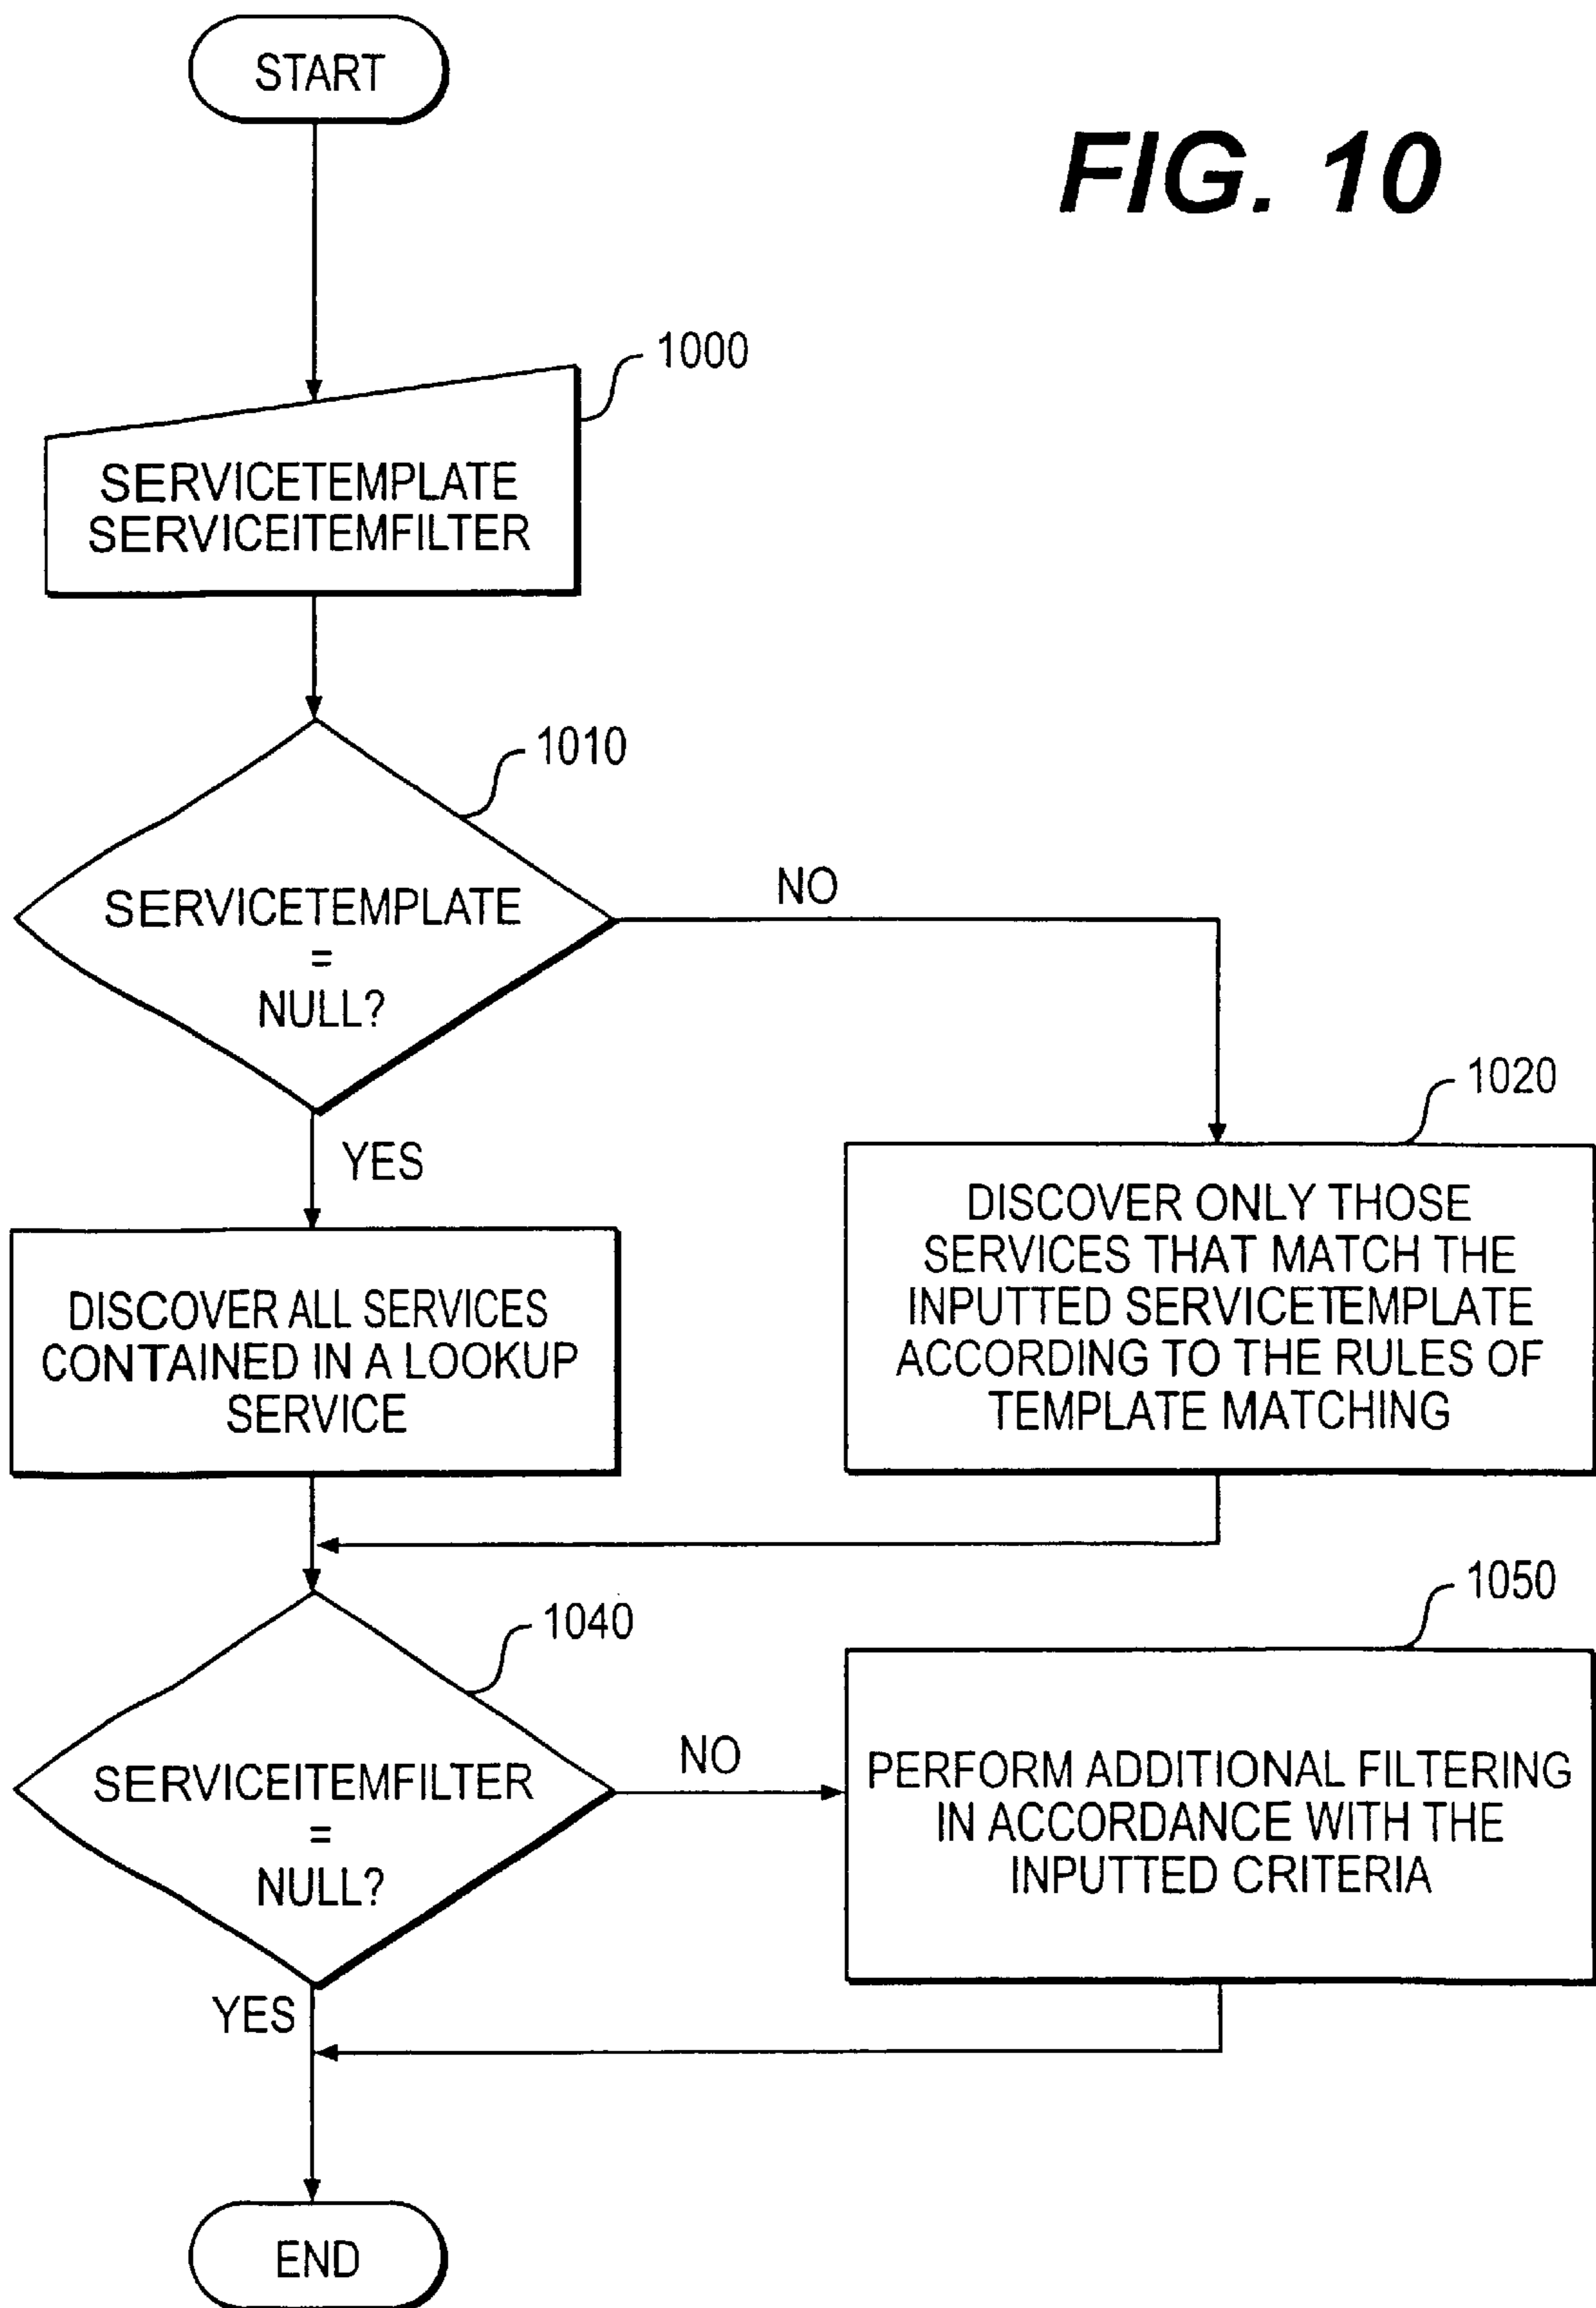 START
FIG. 10
1000
SERVICETEMPLATE
SERVICEITEMFILTER
1010
SERVICETEMPLATE
=
NULL?
NO
YES
1020
DISCOVER ONLY THOSE
SERVICES THAT MATCH THE
INPUTTED SERVICETEMPLATE
ACCORDING TO THE RULES OF
TEMPLATE MATCHING
DISCOVER ALL SERVICES
CONTAINED IN A LOOKUP
SERVICE
1040
SERVICEITEMFILTER
=
NULL?
NO
YES
1050
PERFORM ADDITIONAL FILTERING
IN ACCORDANCE WITH THE
INPUTTED CRITERIA
END